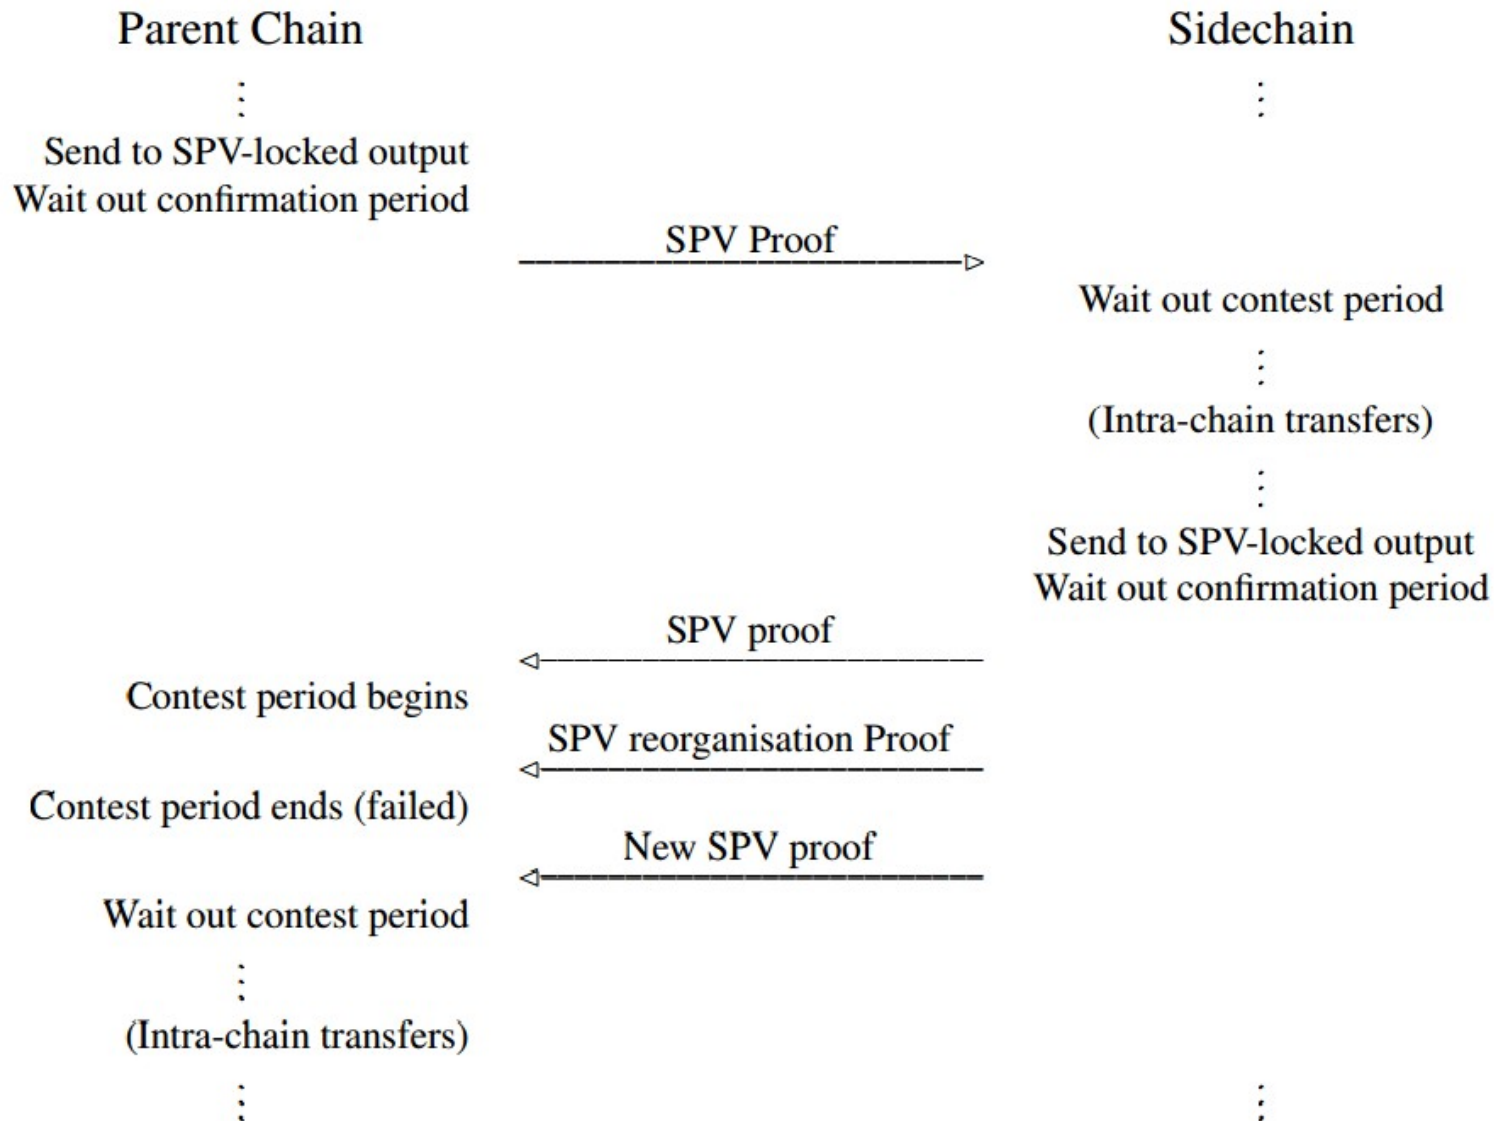 Parent Chain
Sidechain
Send to SPV-locked output
Wait out confirmation period
SPV Proof
Wait out contest period
(Intra-chain transfers)
Send to SPV-locked output
Wait out confirmation period
SPV proof
Contest period begins
SPV reorganisation Proof
Contest period ends (failed)
New SPV proof
Wait out contest period
(Intra-chain transfers)